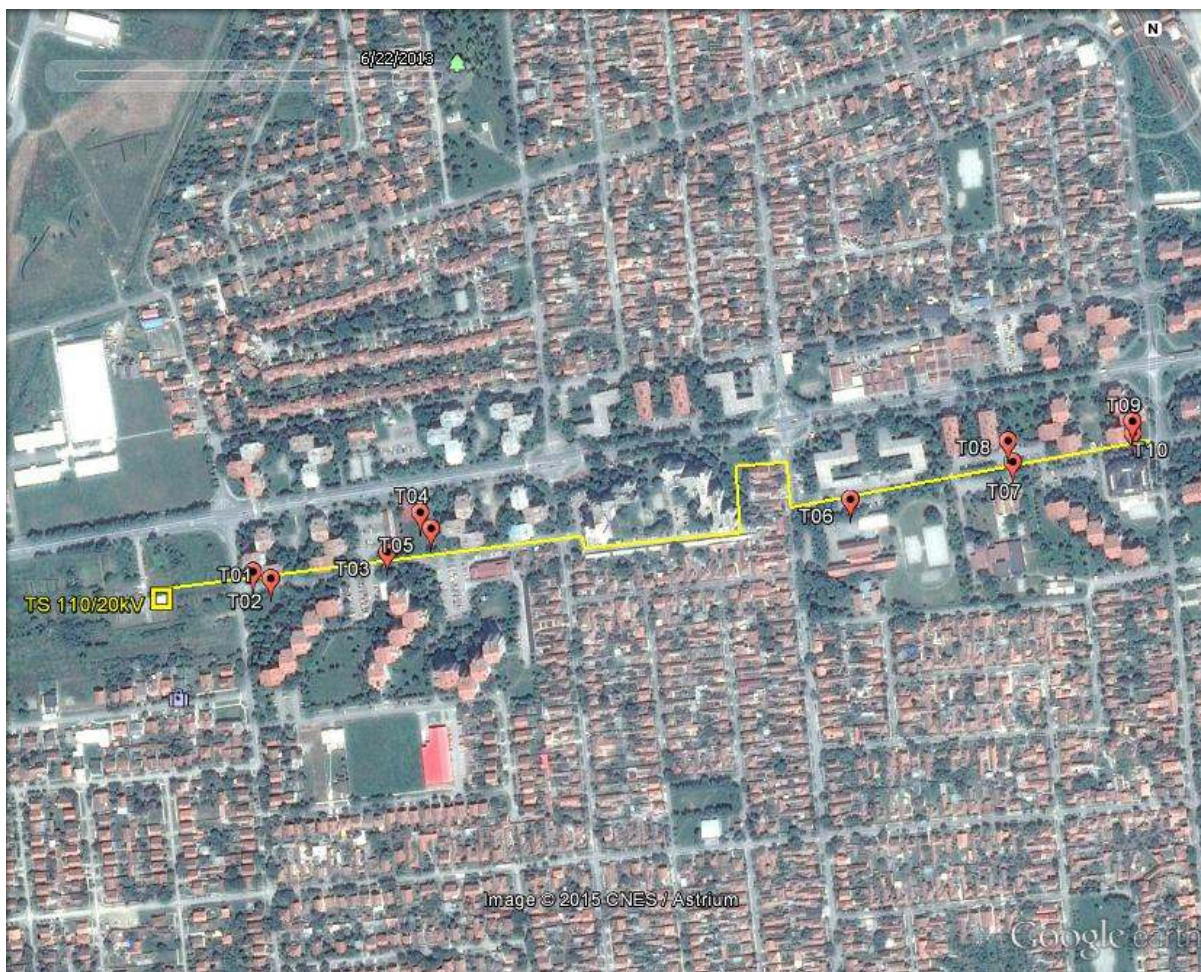 N
6/22/2013
T09
T08
T10
T04
T07
T06
T05
T03
T01
T02
TS 110/20kV
Image © 2015 CNES / Astrium
Google earth